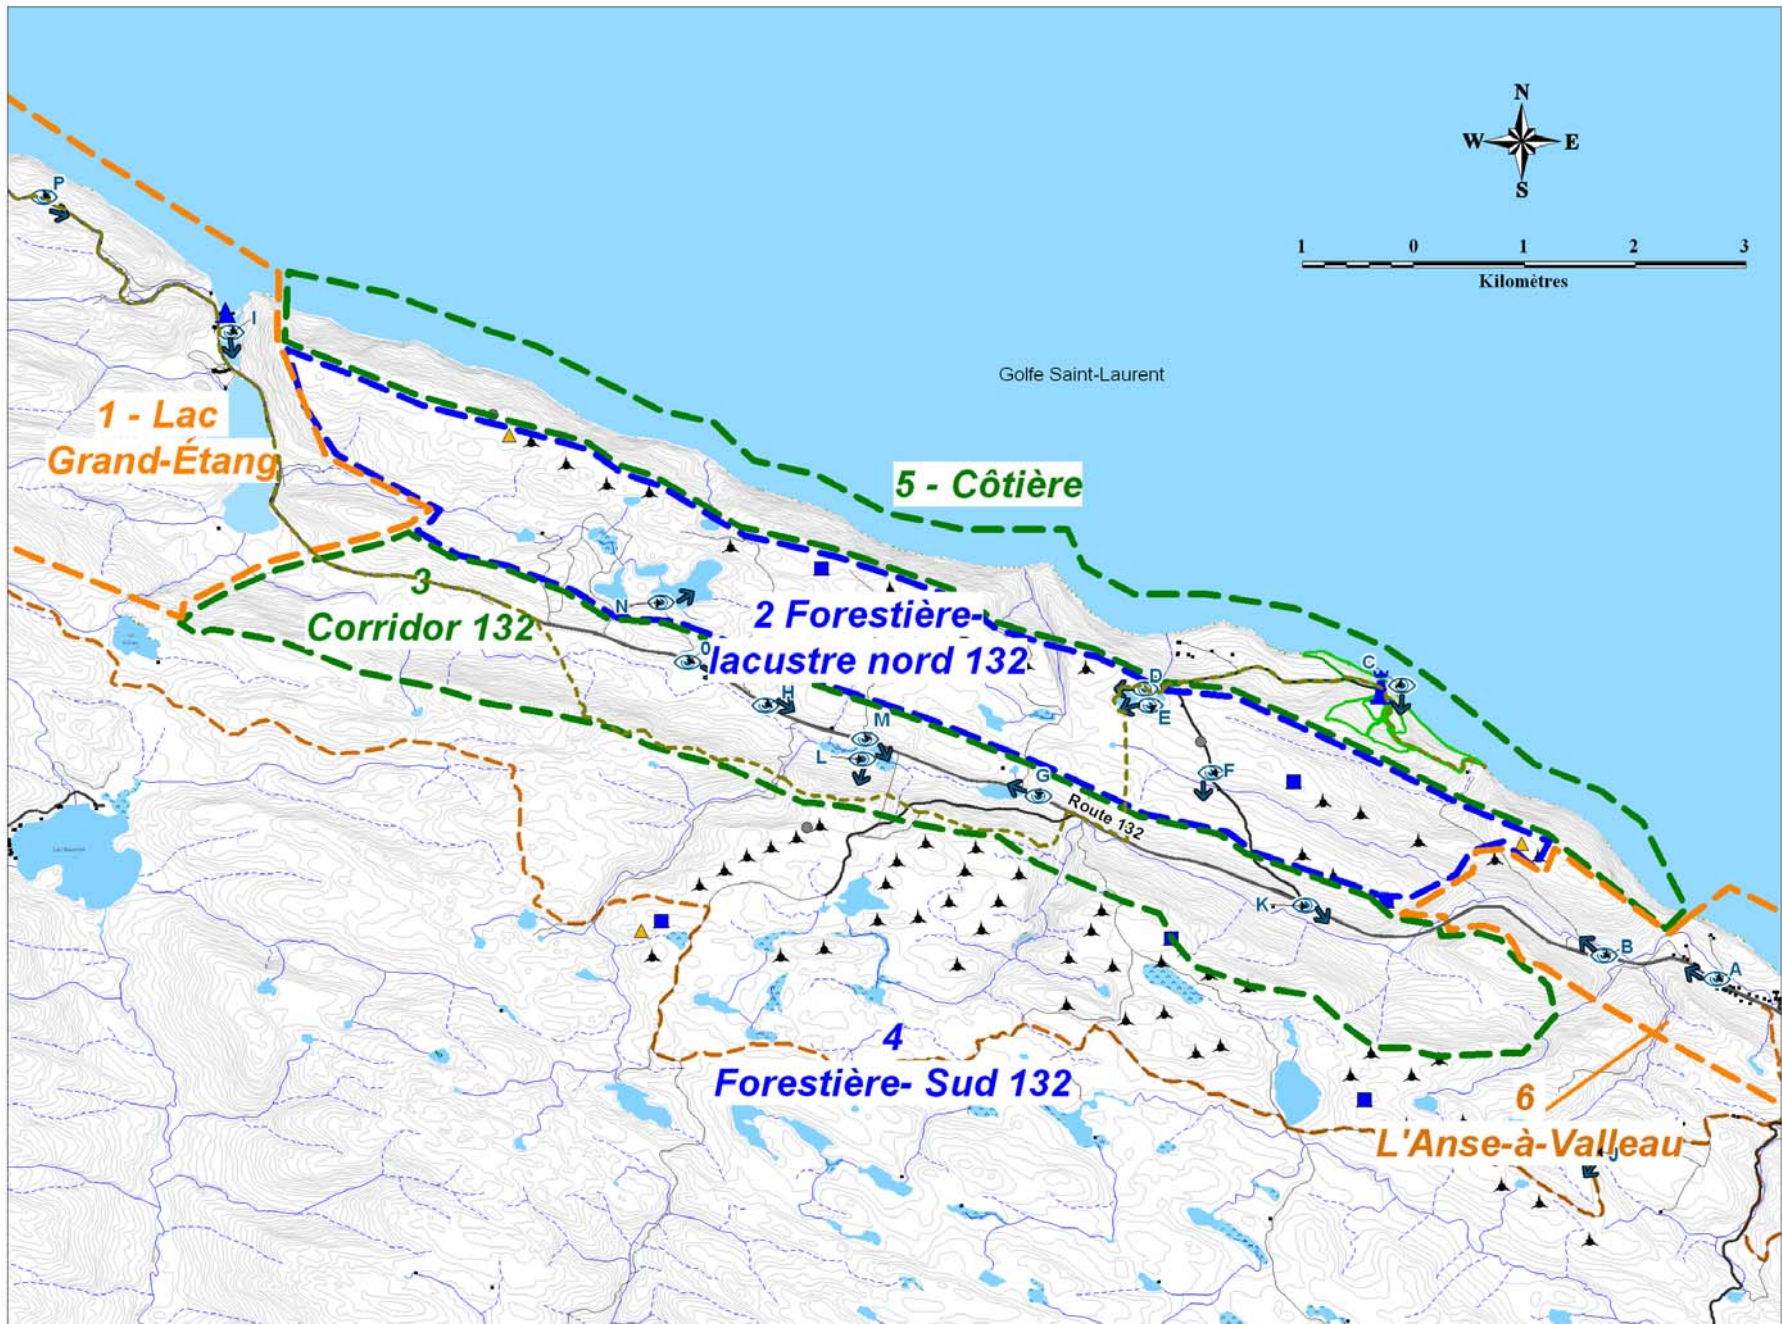 N
W E
S
1 0 1 2 3
Kilomètres
P
I
Golfe Saint-Laurent
1 - Lac
Grand-Étang
5 - Côtière
3
Corridor 132
N
2 Forestière-
lacustre nord 132
O
H
M
L
G
Route 132
D
E
C
F
K
B
A
4
Forestière- Sud 132
6
L'Anse-à-Valleau
J